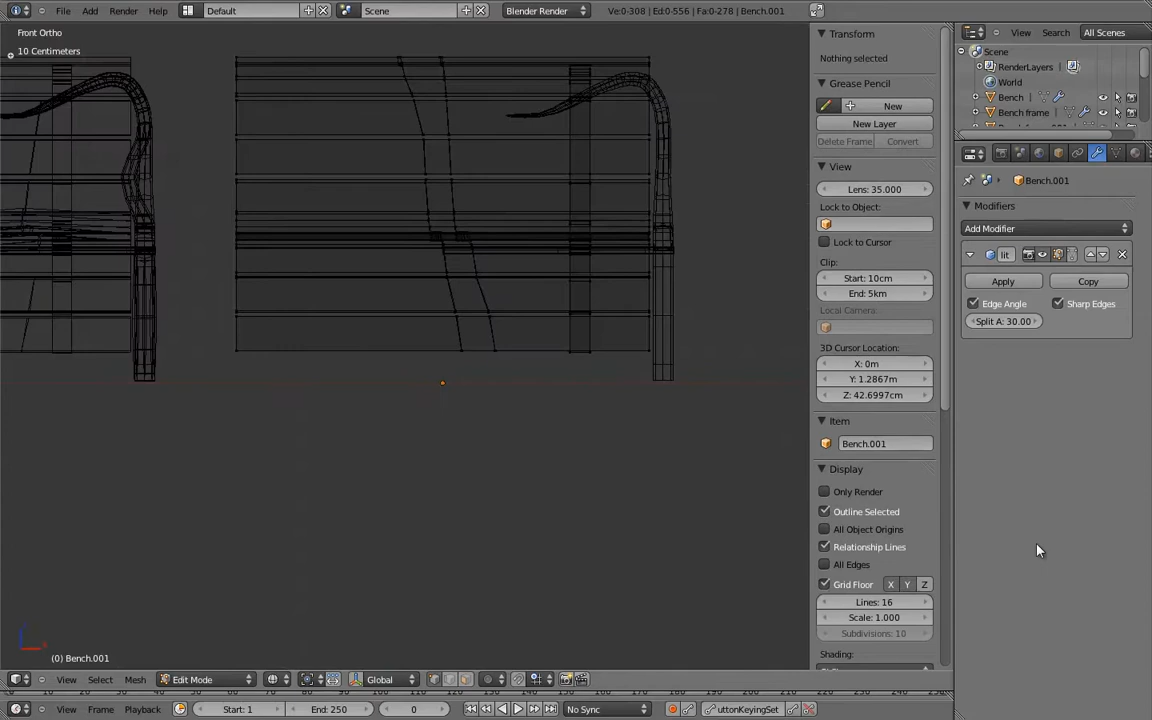 File Add Render Help Default Scene Blender Render Ve:0-308 | Ed:0-556 | Fa:0-278 | Bench.001
Front Ortho
10 Centimeters
Transform
Nothing selected
Grease Pencil
New
New Layer
Delete Frame Convert
View
Lens: 35.000
Lock to Object:
Lock to Cursor
Clip:
Start: 10cm
End: 5km
Local Camera:
3D Cursor Location:
X: 0m
Y: 1.2867m
Z: 42.6997cm
Item
Bench.001
Display
Only Render
Outline Selected
All Object Origins
Relationship Lines
All Edges
Grid Floor X Y Z
Lines: 16
Scale: 1.000
Subdivisions: 10
Shading:
View Search All Scenes
Scene
RenderLayers
World
Bench
Bench frame
Bench.001
Modifiers
Add Modifier
lit
Apply Copy
Edge Angle Sharp Edges
Split A: 30.00
(0) Bench.001
View Select Mesh Edit Mode Global
View Frame Playback Start: 1 End: 250 0 No Sync uttonKeyingSet